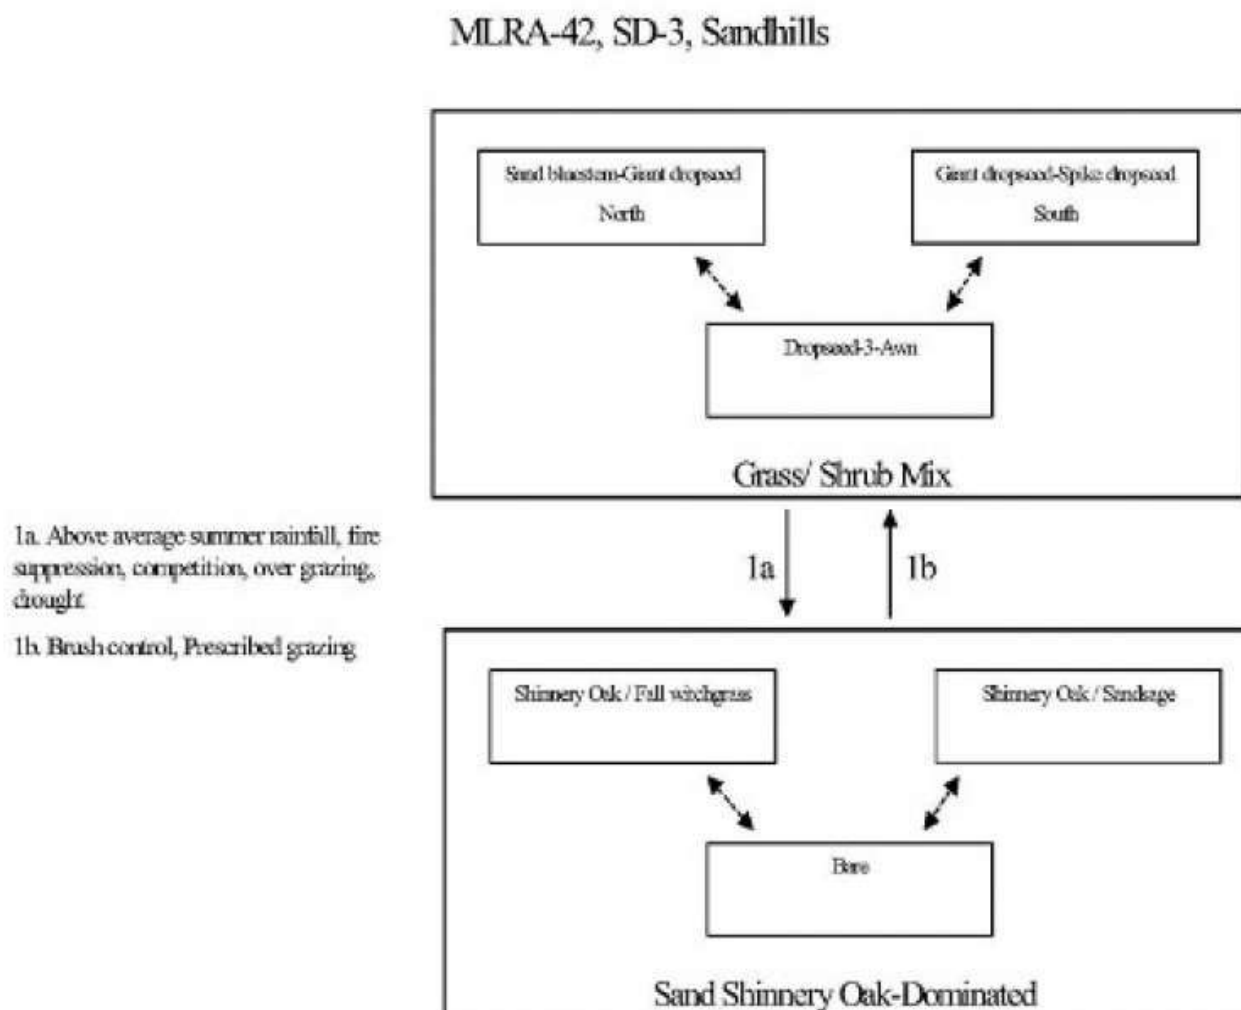 MLRA-42, SD-3, Sandhills
Sand bluestem-Giant dropseed
North
Giant dropseed-Spike dropseed
South
Dropseed-3-Awn
Grass/ Shrub Mix
1a. Above average summer rainfall, fire
suppression, competition, over grazing,
drought
1b. Brush control, Prescribed grazing
1a
1b
Shinnery Oak / Fall witchgrass
Shinnery Oak / Sandsage
Bare
Sand Shinnery Oak-Dominated